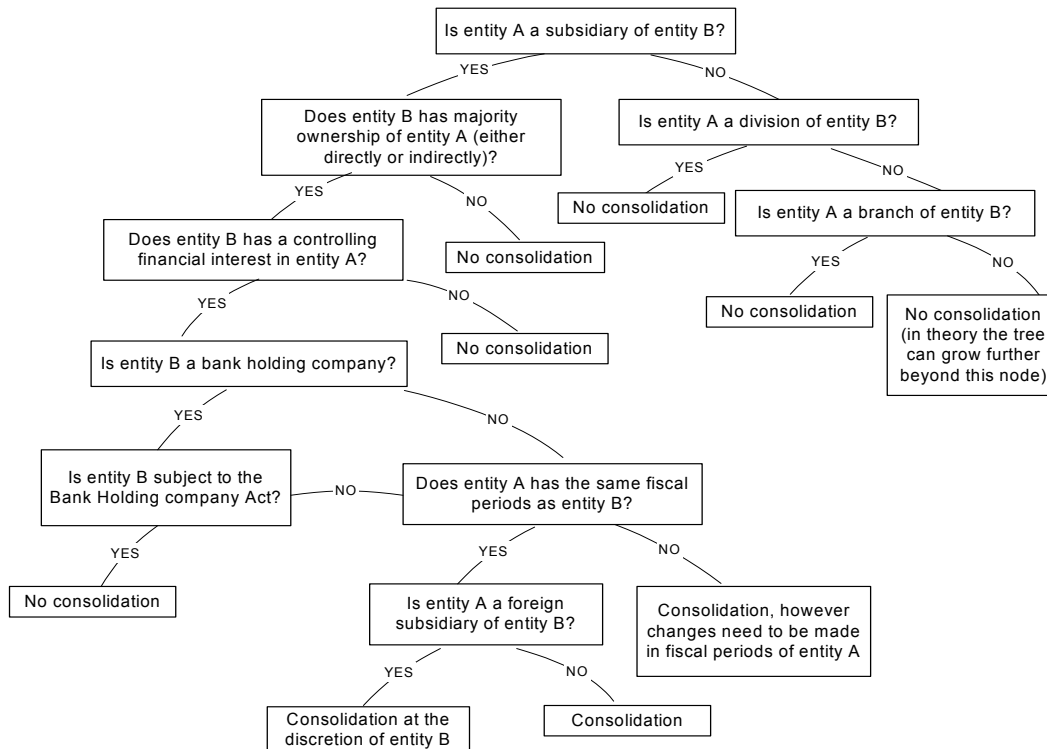 Is entity A a subsidiary of entity B?
YES
NO
Does entity B has majority
ownership of entity A (either
directly or indirectly)?
Is entity A a division of entity B?
YES
NO
YES
NO
No consolidation
Is entity A a branch of entity B?
Does entity B has a controlling
financial interest in entity A?
No consolidation
YES
NO
YES
NO
No consolidation
No consolidation
(in theory the tree
can grow further
beyond this node)
No consolidation
Is entity B a bank holding company?
YES
NO
Is entity B subject to the
Bank Holding company Act?
NO
Does entity A has the same fiscal
periods as entity B?
YES
YES
NO
No consolidation
Is entity A a foreign
subsidiary of entity B?
Consolidation, however
changes need to be made
in fiscal periods of entity A
YES
NO
Consolidation at the
discretion of entity B
Consolidation